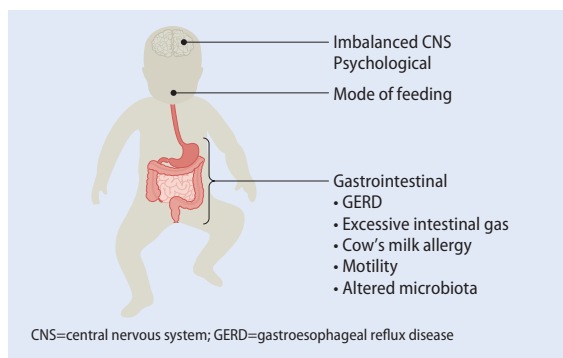 Imbalanced CNS
Psychological
Mode of feeding
Gastrointestinal
• GERD
• Excessive intestinal gas
• Cow's milk allergy
• Motility
• Altered microbiota
CNS=central nervous system; GERD=gastroesophageal reflux disease